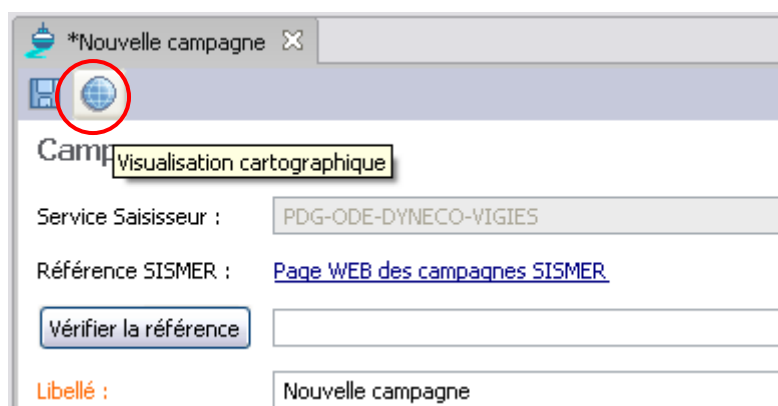 *Nouvelle campagne
Camp
Visualisation cartographique
Service Saisisseur : PDG-ODE-DYNECO-VIGIES
Référence SISMER : Page WEB des campagnes SISMER
Vérifier la référence
Libellé : Nouvelle campagne